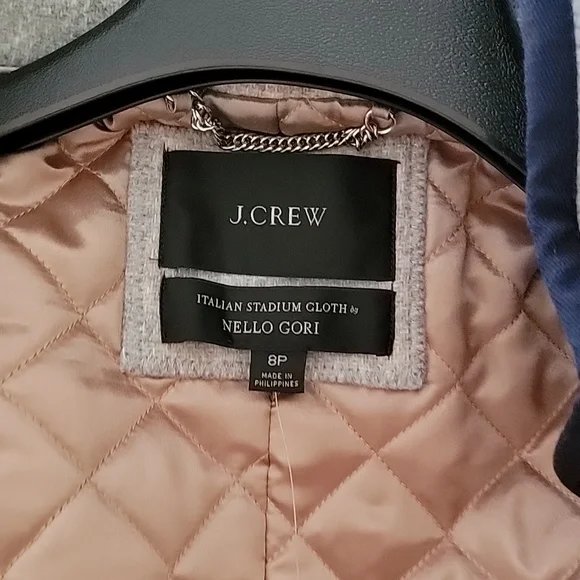 J.CREW
ITALIAN STADIUM CLOTH by
NELLO GORI
8P
MADE IN
PHILIPPINES